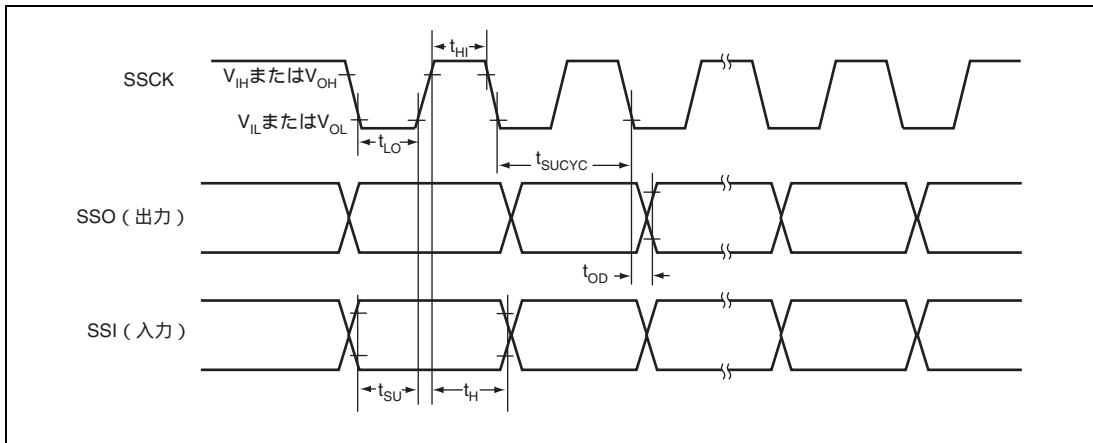 t_HI
SSCK
V_IHまたはV_OH
V_ILまたはV_OL
t_LO
t_SUCYC
SSO（出力）
t_OD
SSI（入力）
t_SU
t_H